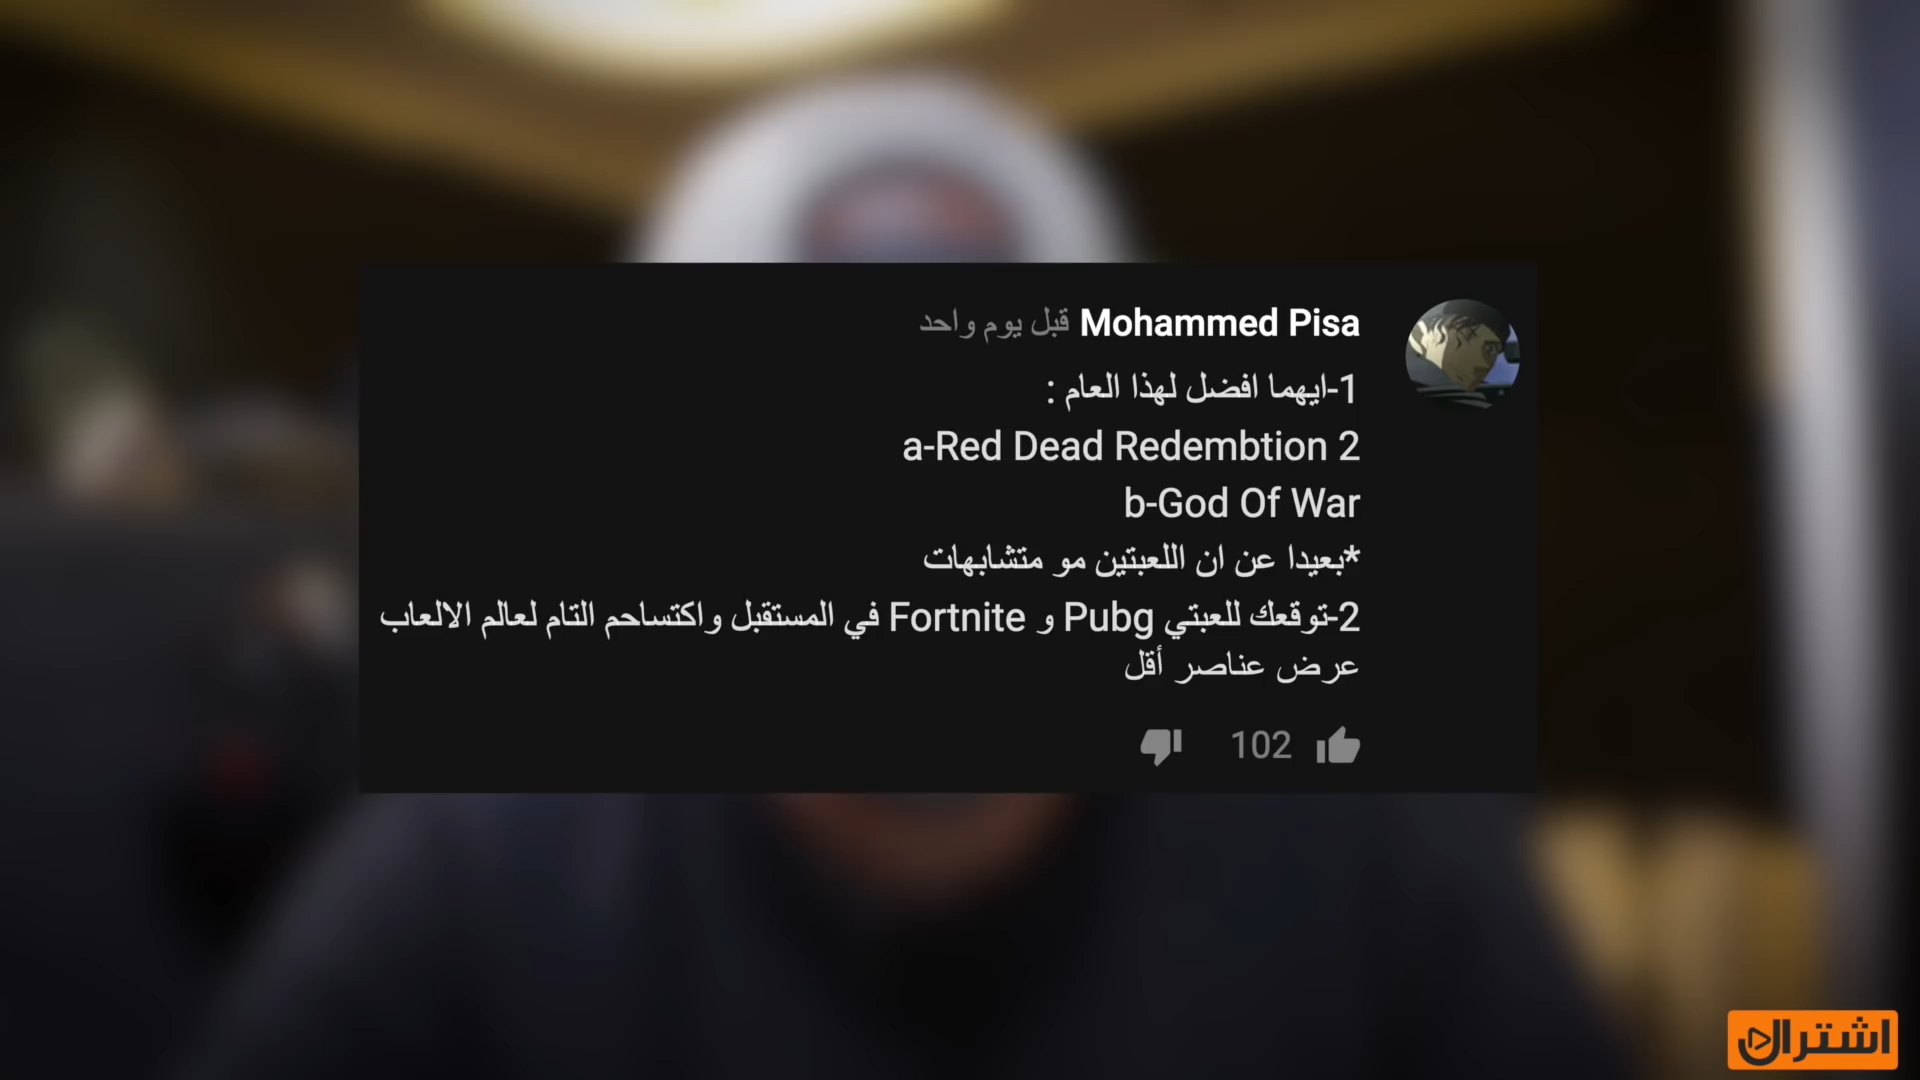 Mohammed Pisa قبل يوم واحد
1-ايهما افضل لهذا العام :
a-Red Dead Redembtion 2
b-God Of War
*بعيدا عن ان اللعبتين مو متشابهات
2-توقعك للعبتي Pubg و Fortnite في المستقبل واكتساحم التام لعالم الالعاب
عرض عناصر أقل
102
اشتراك